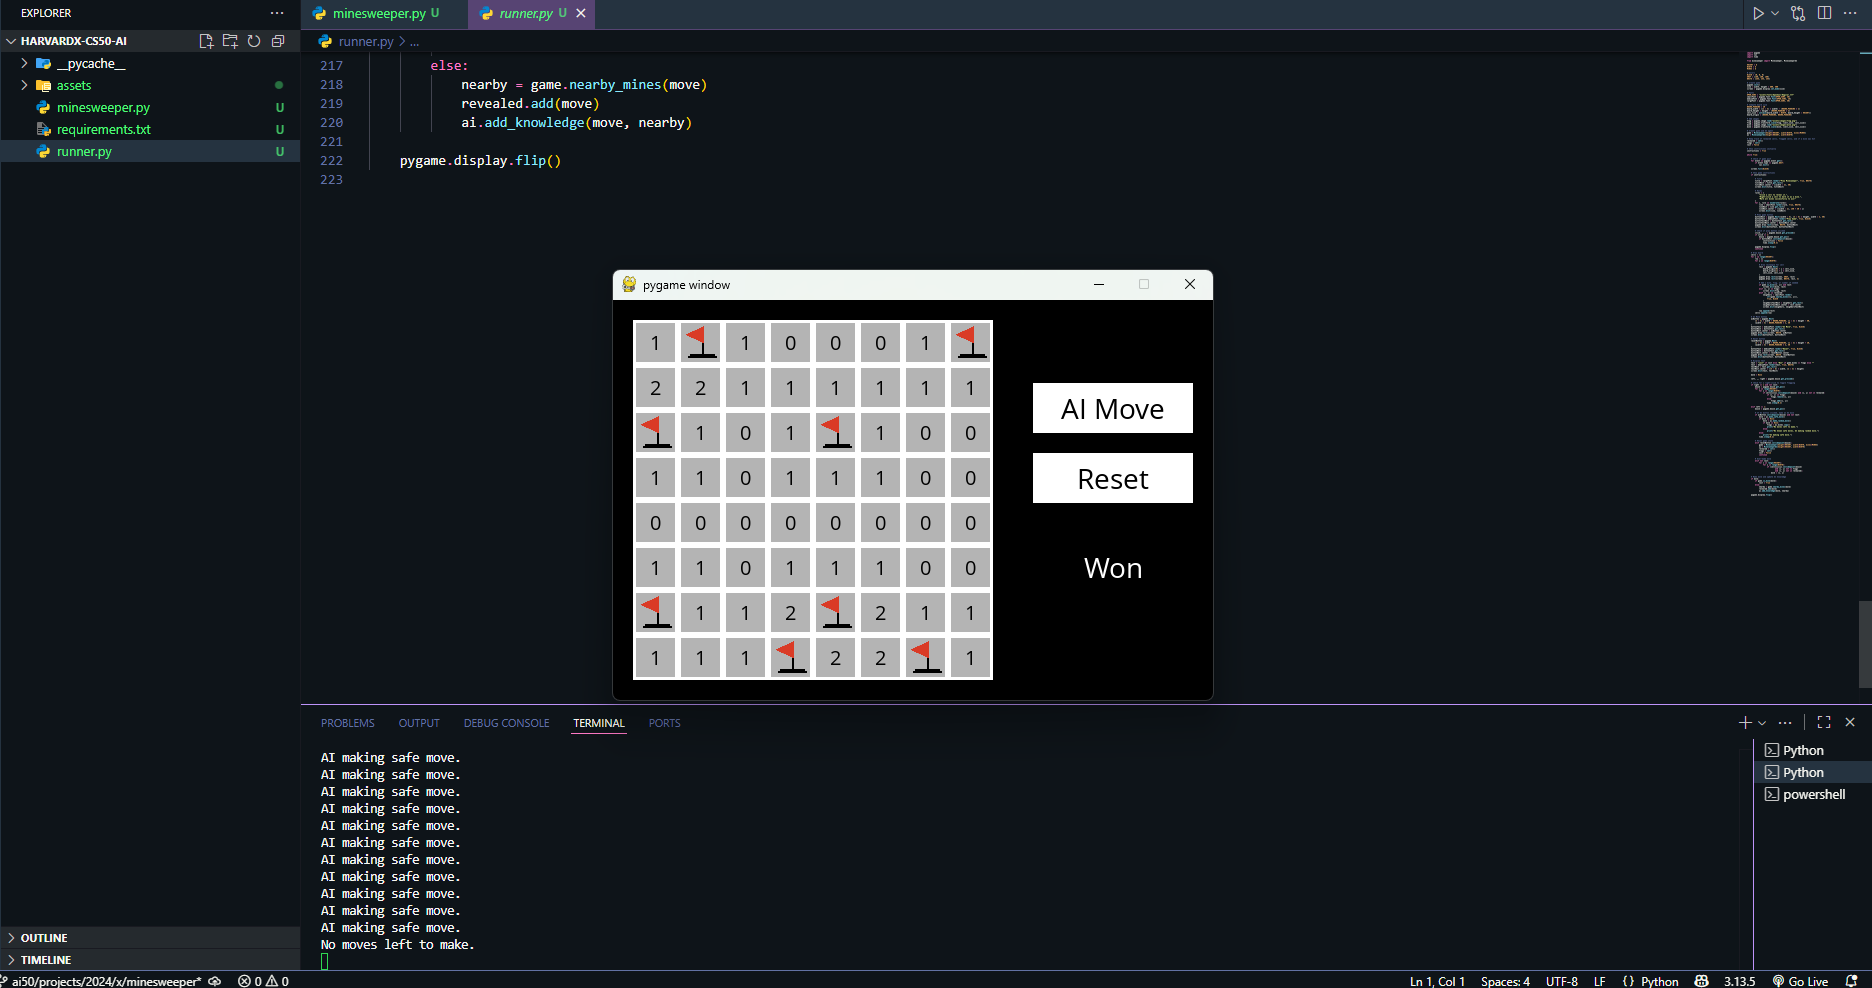 EXPLORER
HARVARDX-CS50-AI
__pycache__
assets
minesweeper.py U
requirements.txt U
runner.py U
OUTLINE
TIMELINE
minesweeper.py U
runner.py U
runner.py > ...
217 else:
218 nearby = game.nearby_mines(move)
219 revealed.add(move)
220 ai.add_knowledge(move, nearby)
221
222 pygame.display.flip()
223
pygame window
1 1 0 0 0 1
2 2 1 1 1 1 1 1
1 0 1 1 0 0
1 1 0 1 1 1 0 0
0 0 0 0 0 0 0 0
1 1 0 1 1 1 0 0
1 1 2 2 1 1
1 1 1 2 2 1
AI Move
Reset
Won
PROBLEMS OUTPUT DEBUG CONSOLE TERMINAL PORTS
AI making safe move.
AI making safe move.
AI making safe move.
AI making safe move.
AI making safe move.
AI making safe move.
AI making safe move.
AI making safe move.
AI making safe move.
AI making safe move.
AI making safe move.
No moves left to make.
Python
Python
powershell
ai50/projects/2024/x/minesweeper* 0 0 Ln 1, Col 1 Spaces: 4 UTF-8 LF {} Python 3.13.5 Go Live